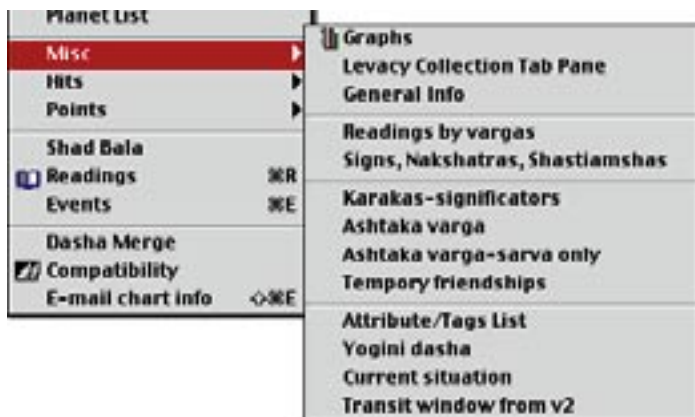 Planet List
Misc
Hits
Points
Shad Bala
Readings ⌘R
Events ⌘E
Dasha Merge
Compatibility
E-mail chart info ⇧⌘E
Graphs
Levacy Collection Tab Pane
General Info
Readings by vargas
Signs, Nakshatras, Shastiamshas
Karakas-significators
Ashtaka varga
Ashtaka varga-sarva only
Tempory friendships
Attribute/Tags List
Yogini dasha
Current situation
Transit window from v2